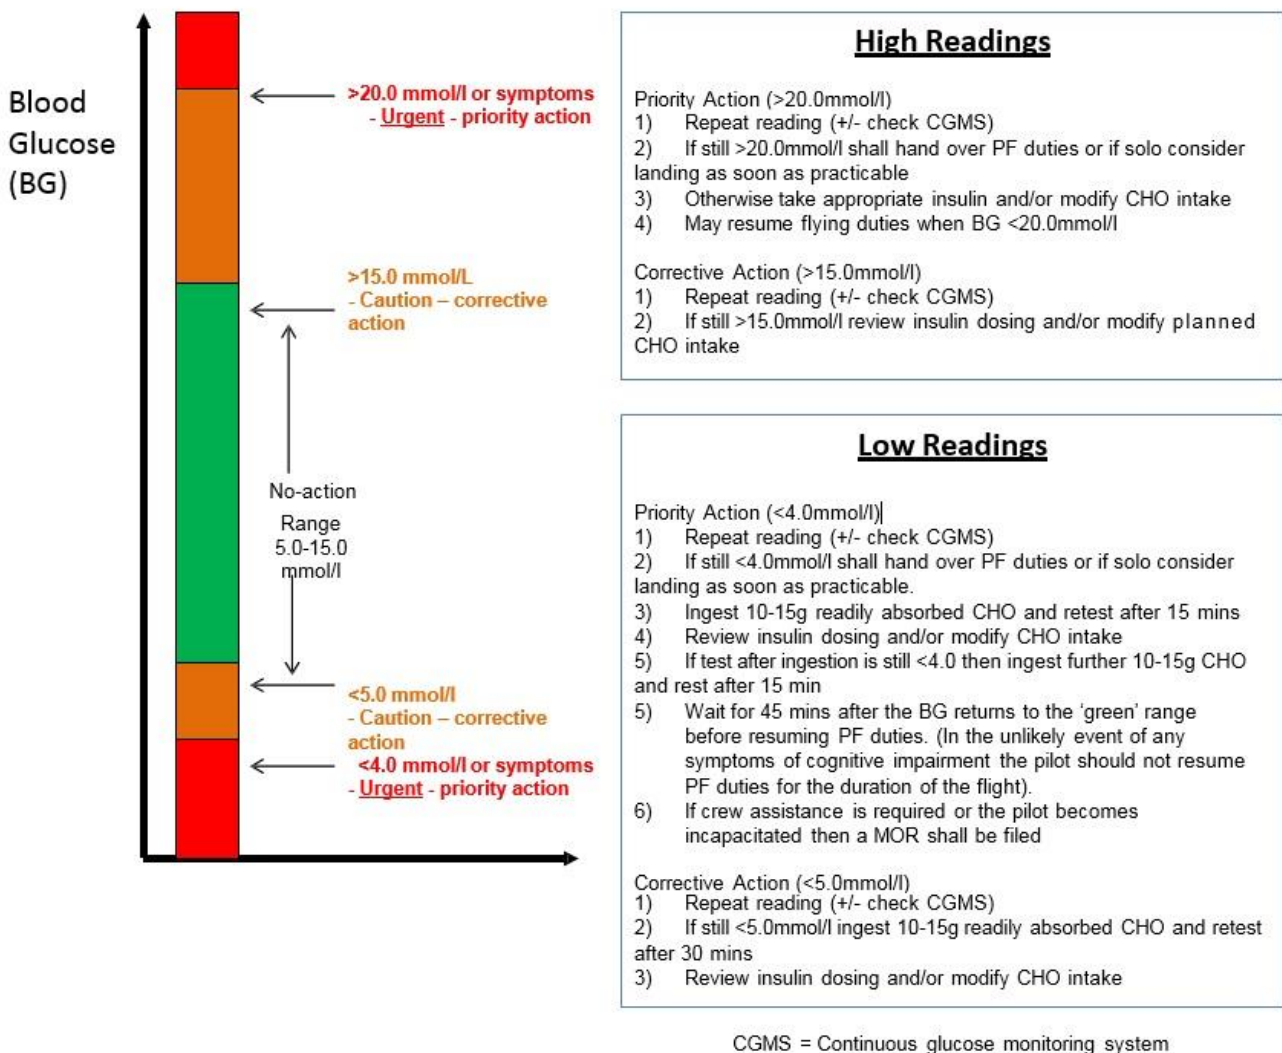 Blood
Glucose
(BG)
>20.0 mmol/l or symptoms
- Urgent - priority action
>15.0 mmol/L
- Caution – corrective
action
No-action
Range
5.0-15.0
mmol/l
<5.0 mmol/l
- Caution – corrective
action
<4.0 mmol/l or symptoms
- Urgent - priority action
High Readings
Priority Action (>20.0mmol/l)
1) Repeat reading (+/- check CGMS)
2) If still >20.0mmol/l shall hand over PF duties or if solo consider
landing as soon as practicable
3) Otherwise take appropriate insulin and/or modify CHO intake
4) May resume flying duties when BG <20.0mmol/l
Corrective Action (>15.0mmol/l)
1) Repeat reading (+/- check CGMS)
2) If still >15.0mmol/l review insulin dosing and/or modify planned
CHO intake
Low Readings
Priority Action (<4.0mmol/l)
1) Repeat reading (+/- check CGMS)
2) If still <4.0mmol/l shall hand over PF duties or if solo consider
landing as soon as practicable.
3) Ingest 10-15g readily absorbed CHO and retest after 15 mins
4) Review insulin dosing and/or modify CHO intake
5) If test after ingestion is still <4.0 then ingest further 10-15g CHO
and rest after 15 min
5) Wait for 45 mins after the BG returns to the ‘green’ range
before resuming PF duties. (In the unlikely event of any
symptoms of cognitive impairment the pilot should not resume
PF duties for the duration of the flight).
6) If crew assistance is required or the pilot becomes
incapacitated then a MOR shall be filed
Corrective Action (<5.0mmol/l)
1) Repeat reading (+/- check CGMS)
2) If still <5.0mmol/l ingest 10-15g readily absorbed CHO and retest
after 30 mins
3) Review insulin dosing and/or modify CHO intake
CGMS = Continuous glucose monitoring system